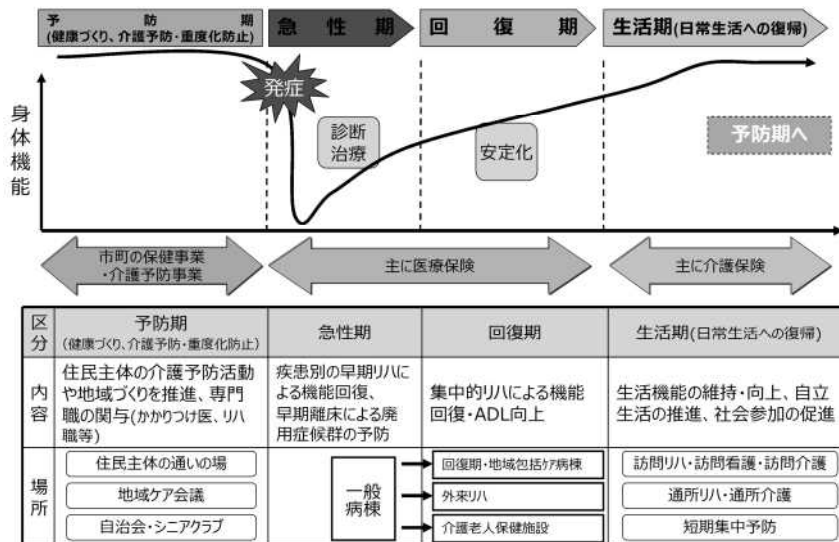 予防期
(健康づくり、介護予防・重度化防止)
急性期
回復期
生活期(日常生活への復帰)
身体機能
発症
診断
治療
安定化
予防期へ
市町の保健事業
・介護予防事業
主に医療保険
主に介護保険
区分
予防期
(健康づくり、介護予防・重度化防止)
急性期
回復期
生活期(日常生活への復帰)
内容
住民主体の介護予防活動
や地域づくりを推進、専門
職の関与(かかりつけ医、リハ
職等)
疾患別の早期リハに
よる機能回復、
早期離床による廃
用症候群の予防
集中的リハによる機能
回復・ADL向上
生活機能の維持・向上、自立
生活の推進、社会参加の促進
場所
住民主体の通いの場
地域ケア会議
自治会・シニアクラブ
一般
病棟
回復期・地域包括ケア病棟
外来リハ
介護老人保健施設
訪問リハ・訪問看護・訪問介護
通所リハ・通所介護
短期集中予防